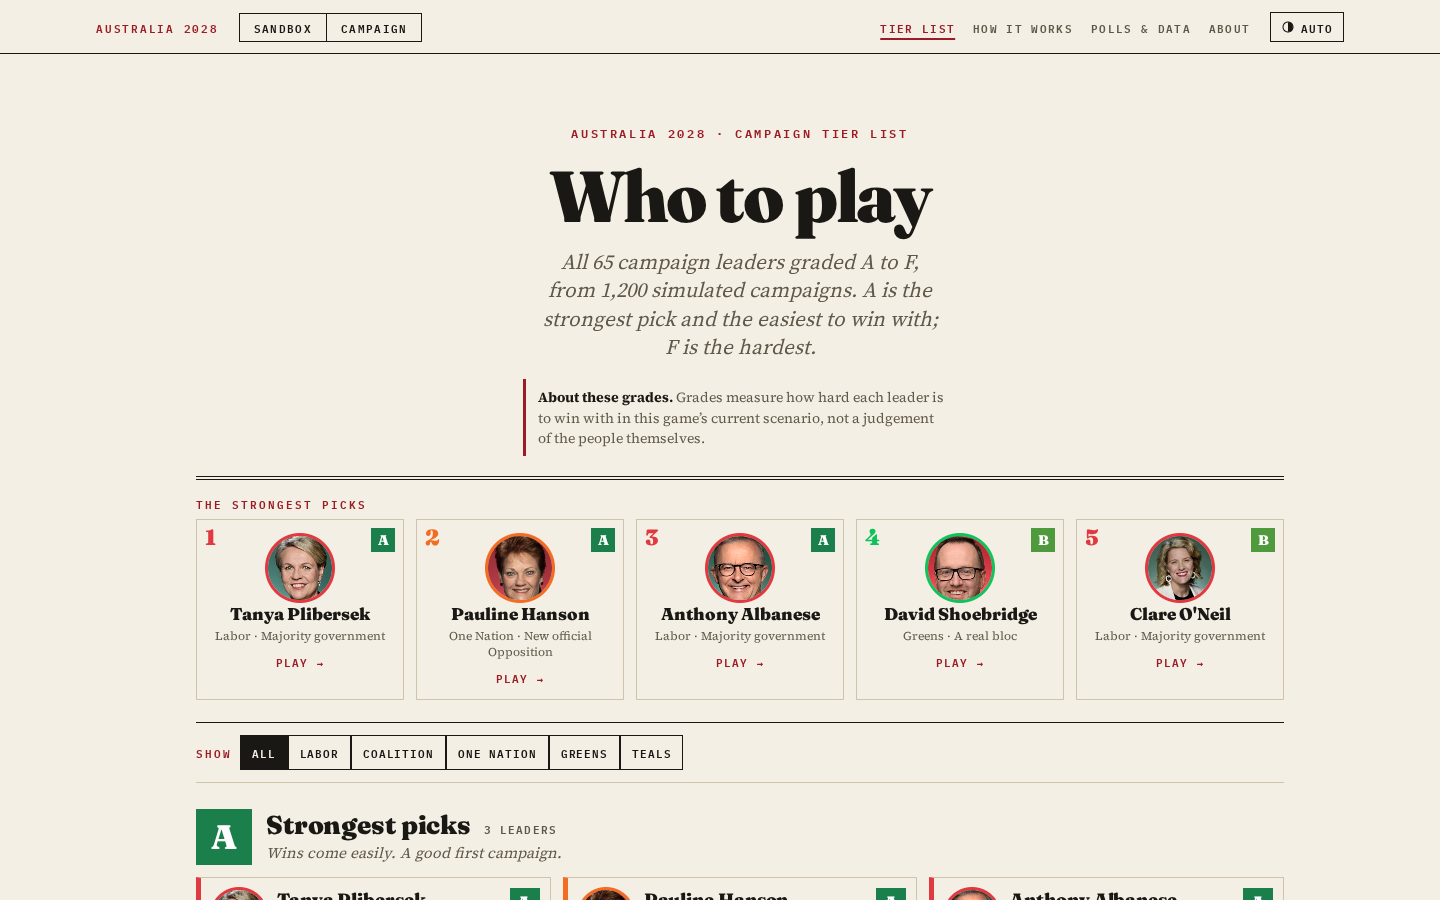 AUSTRALIA 2028
SANDBOX
CAMPAIGN
TIER LIST
HOW IT WORKS
POLLS & DATA
ABOUT
AUTO
AUSTRALIA 2028 · CAMPAIGN TIER LIST
Who to play
All 65 campaign leaders graded A to F,
from 1,200 simulated campaigns. A is the
strongest pick and the easiest to win with;
F is the hardest.
About these grades. Grades measure how hard each leader is
to win with in this game's current scenario, not a judgement
of the people themselves.
THE STRONGEST PICKS
1
A
Tanya Plibersek
Labor · Majority government
PLAY →
2
A
Pauline Hanson
One Nation · New official
Opposition
PLAY →
3
A
Anthony Albanese
Labor · Majority government
PLAY →
4
B
David Shoebridge
Greens · A real bloc
PLAY →
5
B
Clare O'Neil
Labor · Majority government
PLAY →
SHOW
ALL
LABOR
COALITION
ONE NATION
GREENS
TEALS
A
Strongest picks
3 LEADERS
Wins come easily. A good first campaign.
Tanya Plibersek
A
Pauline Hanson
A
Anthony Albanese
A